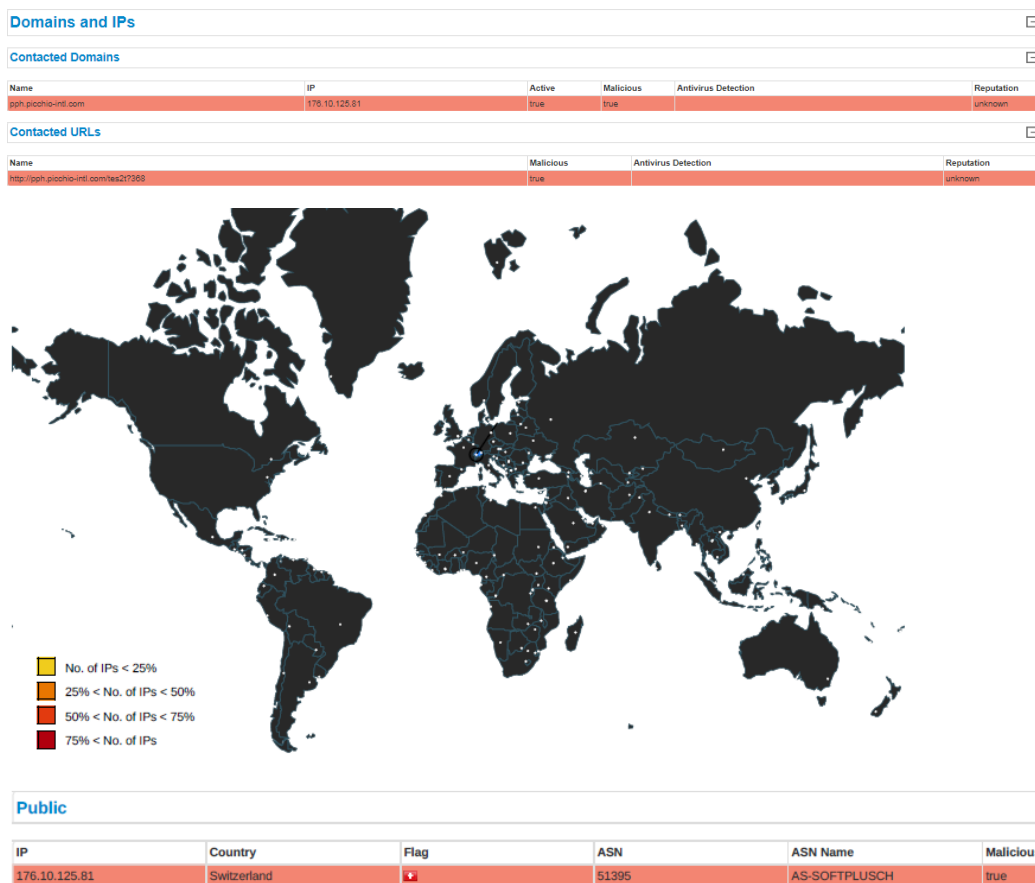 Domains and IPs
Contacted Domains
Name IP Active Malicious Antivirus Detection Reputation
pph.picchio-intl.com 176.10.125.81 true true unknown
Contacted URLs
Name Malicious Antivirus Detection Reputation
http://pph.picchio-intl.com/tes2t?368 true unknown
No. of IPs < 25%
25% < No. of IPs < 50%
50% < No. of IPs < 75%
75% < No. of IPs
Public
IP Country Flag ASN ASN Name Maliciou
176.10.125.81 Switzerland 51395 AS-SOFTPLUSCH true